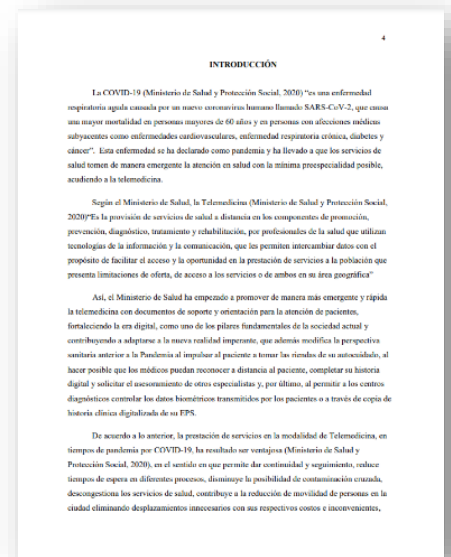 4
INTRODUCCIÓN
La COVID-19 (Ministerio de Salud y Protección Social, 2020) “es una enfermedad
respiratoria aguda causada por un nuevo coronavirus humano llamado SARS-CoV-2, que causa
una mayor mortalidad en personas mayores de 60 años y en personas con afecciones médicas
subyacentes como enfermedades cardiovasculares, enfermedad respiratoria crónica, diabetes y
cáncer”. Esta enfermedad se ha declarado como pandemia y ha llevado a que los servicios de
salud tomen de manera emergente la atención en salud con la mínima preespecialidad posible,
acudiendo a la telemedicina.
Según el Ministerio de Salud, la Telemedicina (Ministerio de Salud y Protección Social,
2020)“Es la provisión de servicios de salud a distancia en los componentes de promoción,
prevención, diagnóstico, tratamiento y rehabilitación, por profesionales de la salud que utilizan
tecnologías de la información y la comunicación, que les permiten intercambiar datos con el
propósito de facilitar el acceso y la oportunidad en la prestación de servicios a la población que
presenta limitaciones de oferta, de acceso a los servicios o de ambos en su área geográfica”
Así, el Ministerio de Salud ha empezado a promover de manera más emergente y rápida
la telemedicina con documentos de soporte y orientación para la atención de pacientes,
fortaleciendo la era digital, como uno de los pilares fundamentales de la sociedad actual y
contribuyendo a adaptarse a la nueva realidad imperante, que además modifica la perspectiva
sanitaria anterior a la Pandemia al impulsar al paciente a tomar las riendas de su autocuidado, al
hacer posible que los médicos puedan reconocer a distancia al paciente, completar su historia
digital y solicitar el asesoramiento de otros especialistas y, por último, al permitir a los centros
diagnósticos controlar los datos biométricos transmitidos por los pacientes o a través de copia de
historia clínica digitalizada de su EPS.
De acuerdo a lo anterior, la prestación de servicios en la modalidad de Telemedicina, en
tiempos de pandemia por COVID-19, ha resultado ser ventajosa (Ministerio de Salud y
Protección Social, 2020), en el sentido en que permite dar continuidad y seguimiento, reduce
tiempos de espera en diferentes procesos, disminuye la posibilidad de contaminación cruzada,
descongestiona los servicios de salud, contribuye a la reducción de movilidad de personas en la
ciudad eliminando desplazamientos innecesarios con sus respectivos costos e inconvenientes,